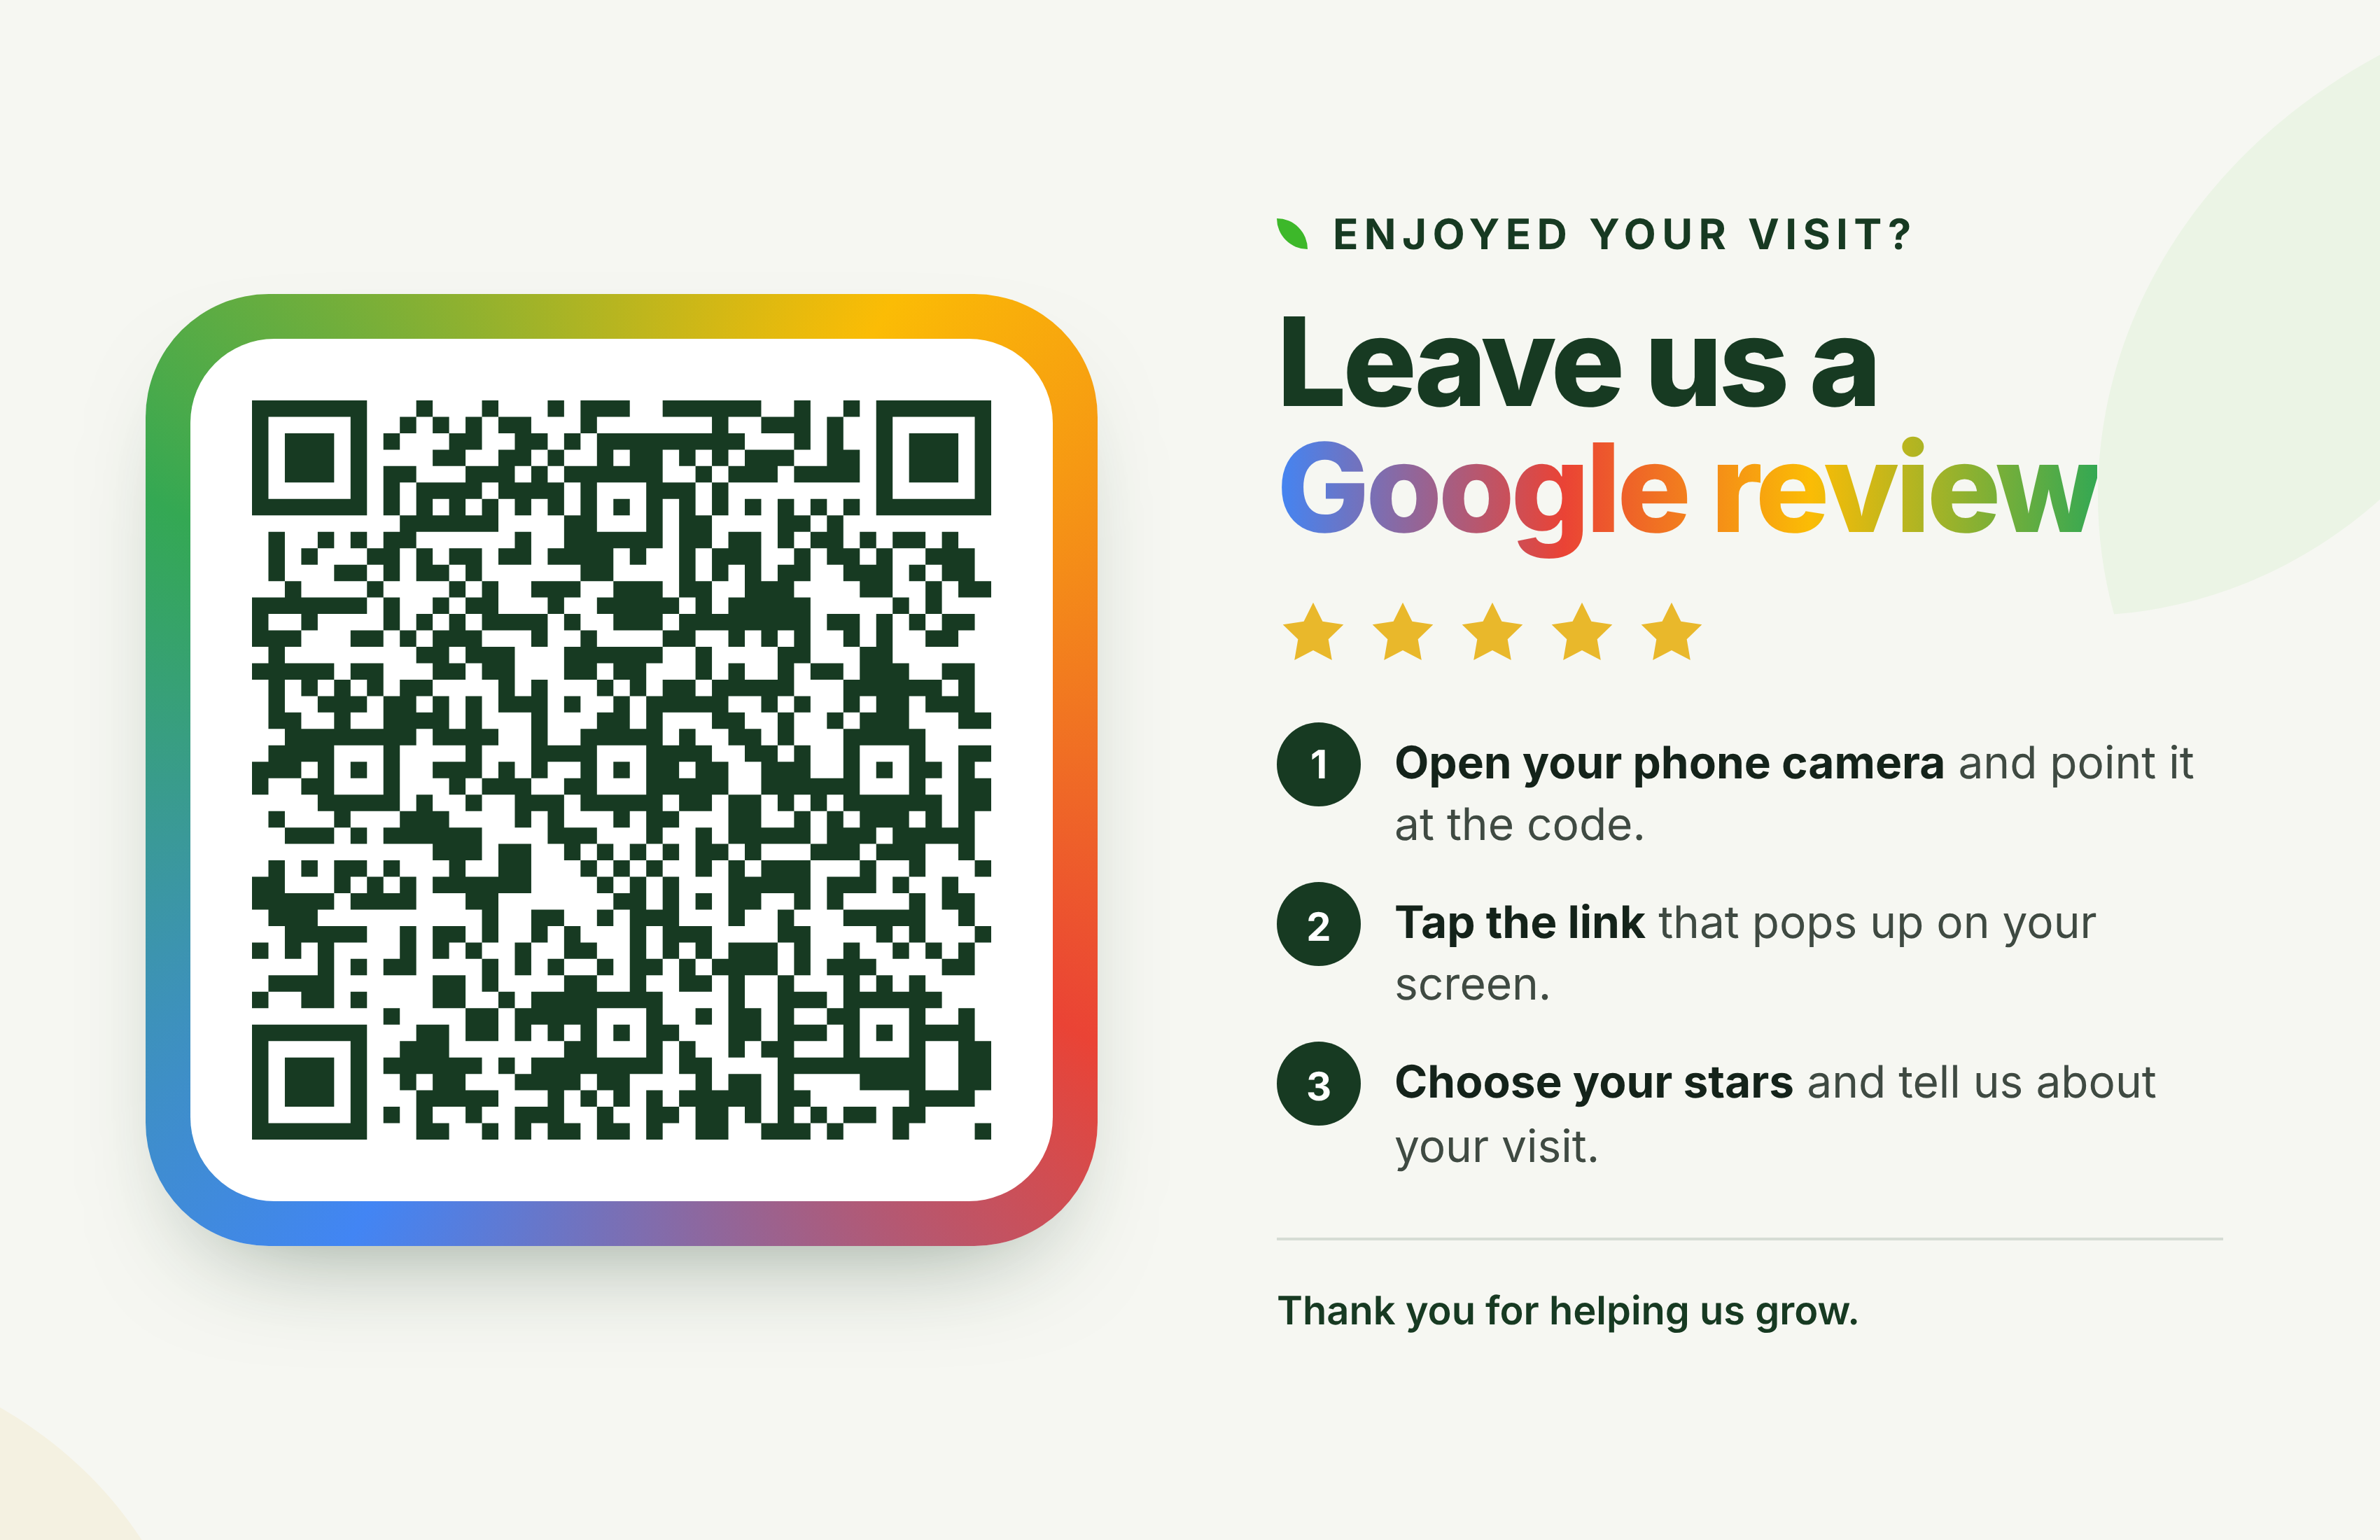 ENJOYED YOUR VISIT?
Leave us a
Google review
1
Open your phone camera and point it
at the code.
2
Tap the link that pops up on your
screen.
3
Choose your stars and tell us about
your visit.
Thank you for helping us grow.